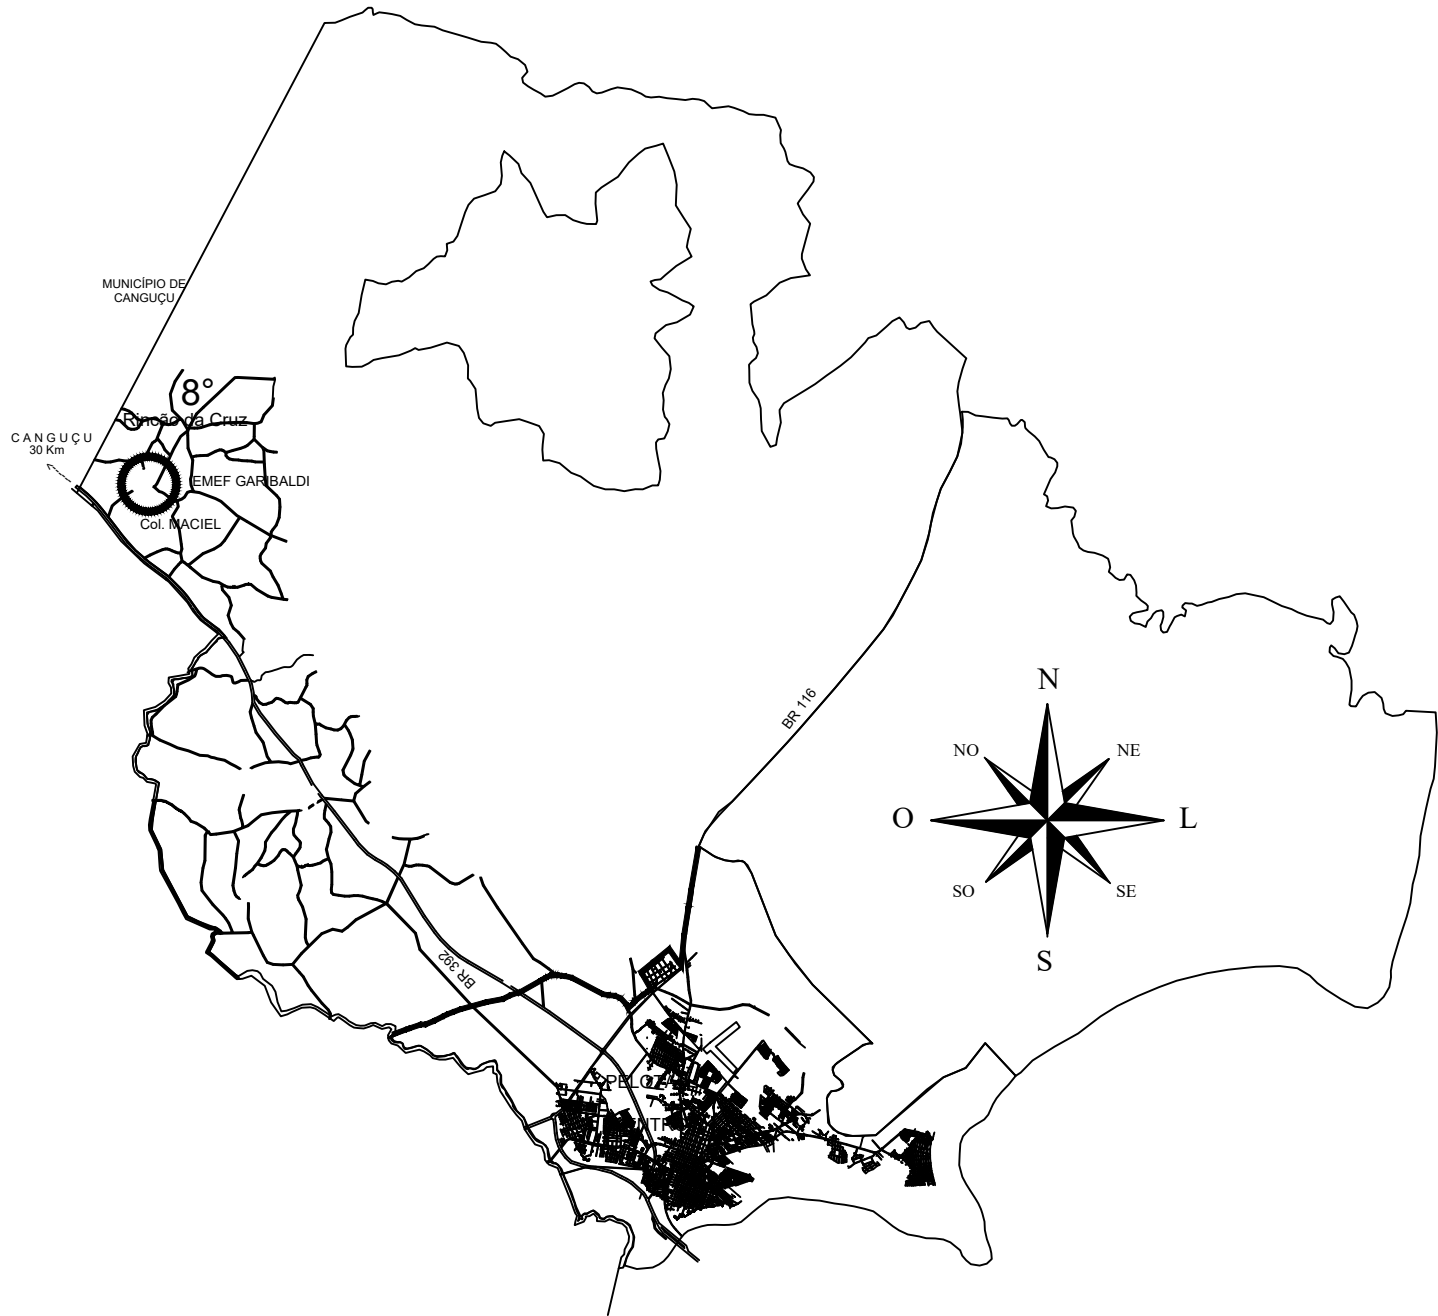 MUNICÍPIO DE
CANGUÇU
8°
Rincão da Cruz
CANGUÇU
30 Km
EMEF GARIBALDI
Col. MACIEL
BR 116
N
NO
NE
O
L
SO
SE
S
BR 392